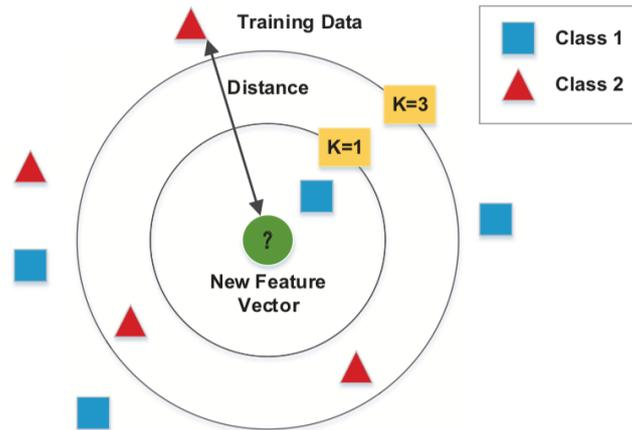 Training Data
Class 1
Class 2
Distance
K=3
K=1
?
New Feature
Vector